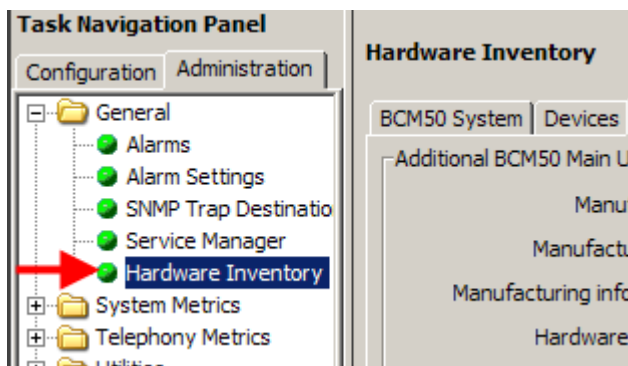 Task Navigation Panel
Configuration
Administration
General
Alarms
Alarm Settings
SNMP Trap Destinatio
Service Manager
Hardware Inventory
System Metrics
Telephony Metrics
Hardware Inventory
BCM50 System
Devices
Additional BCM50 Main U
Manu
Manufactu
Manufacturing info
Hardware